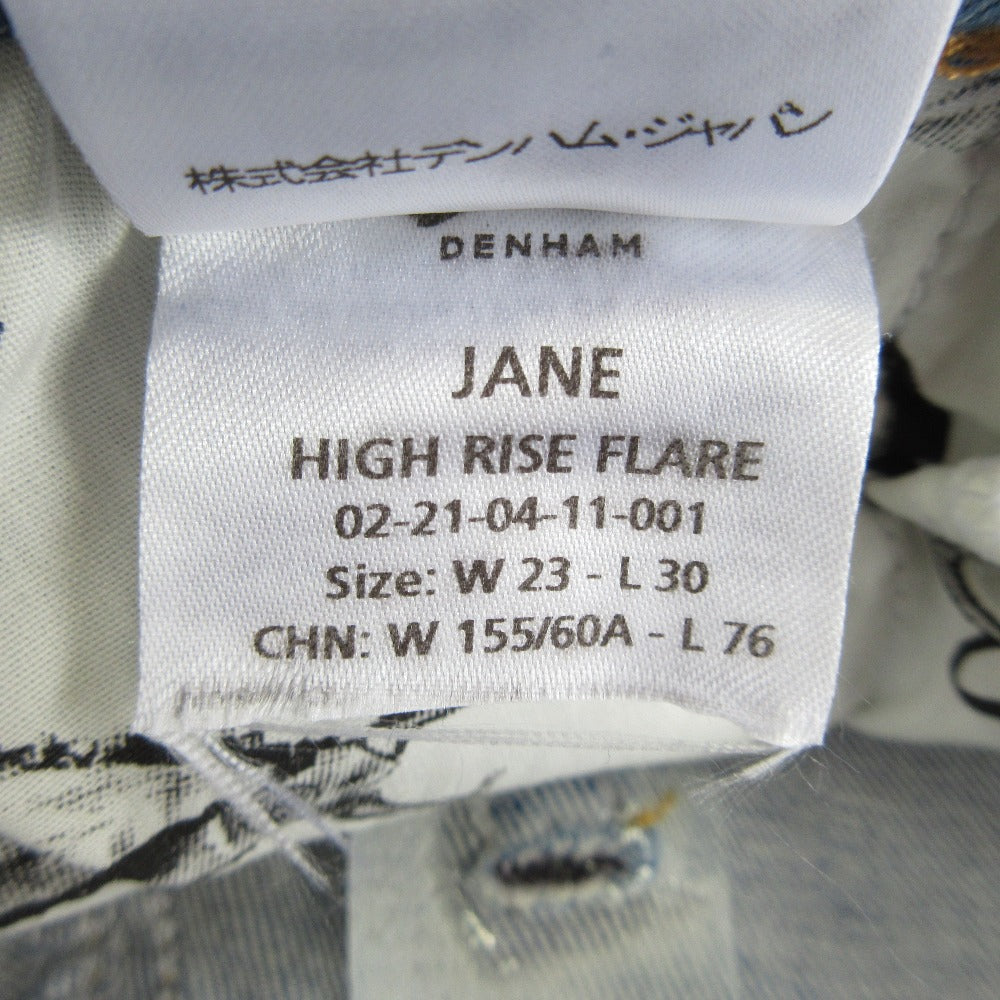 株式会社デンハム・ジャパン
DENHAM
JANE
HIGH RISE FLARE
02-21-04-11-001
Size: W 23 - L 30
CHN: W 155/60A - L 76